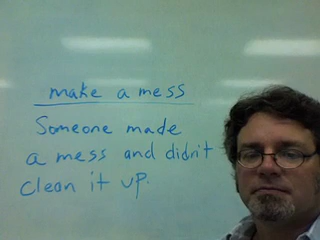 make a mess
Someone made
a mess and didn't
clean it up.